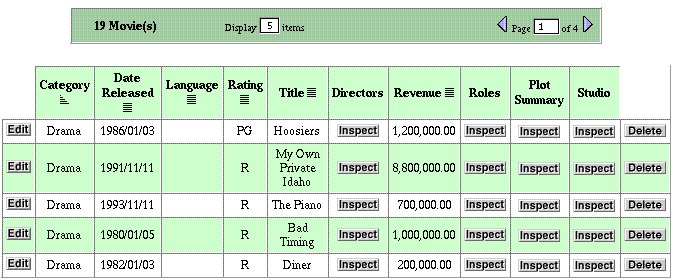 19 Movie(s) Display 5 items Page 1 of 4
Category Date Released Language Rating Title Directors Revenue Roles Plot Summary Studio
Edit Drama 1986/01/03 PG Hoosiers Inspect 1,200,000.00 Inspect Inspect Inspect Delete
Edit Drama 1991/11/11 R My Own Private Idaho Inspect 8,800,000.00 Inspect Inspect Inspect Delete
Edit Drama 1993/11/11 R The Piano Inspect 700,000.00 Inspect Inspect Inspect Delete
Edit Drama 1980/01/05 R Bad Timing Inspect 1,000,000.00 Inspect Inspect Inspect Delete
Edit Drama 1982/01/03 R Diner Inspect 200,000.00 Inspect Inspect Inspect Delete